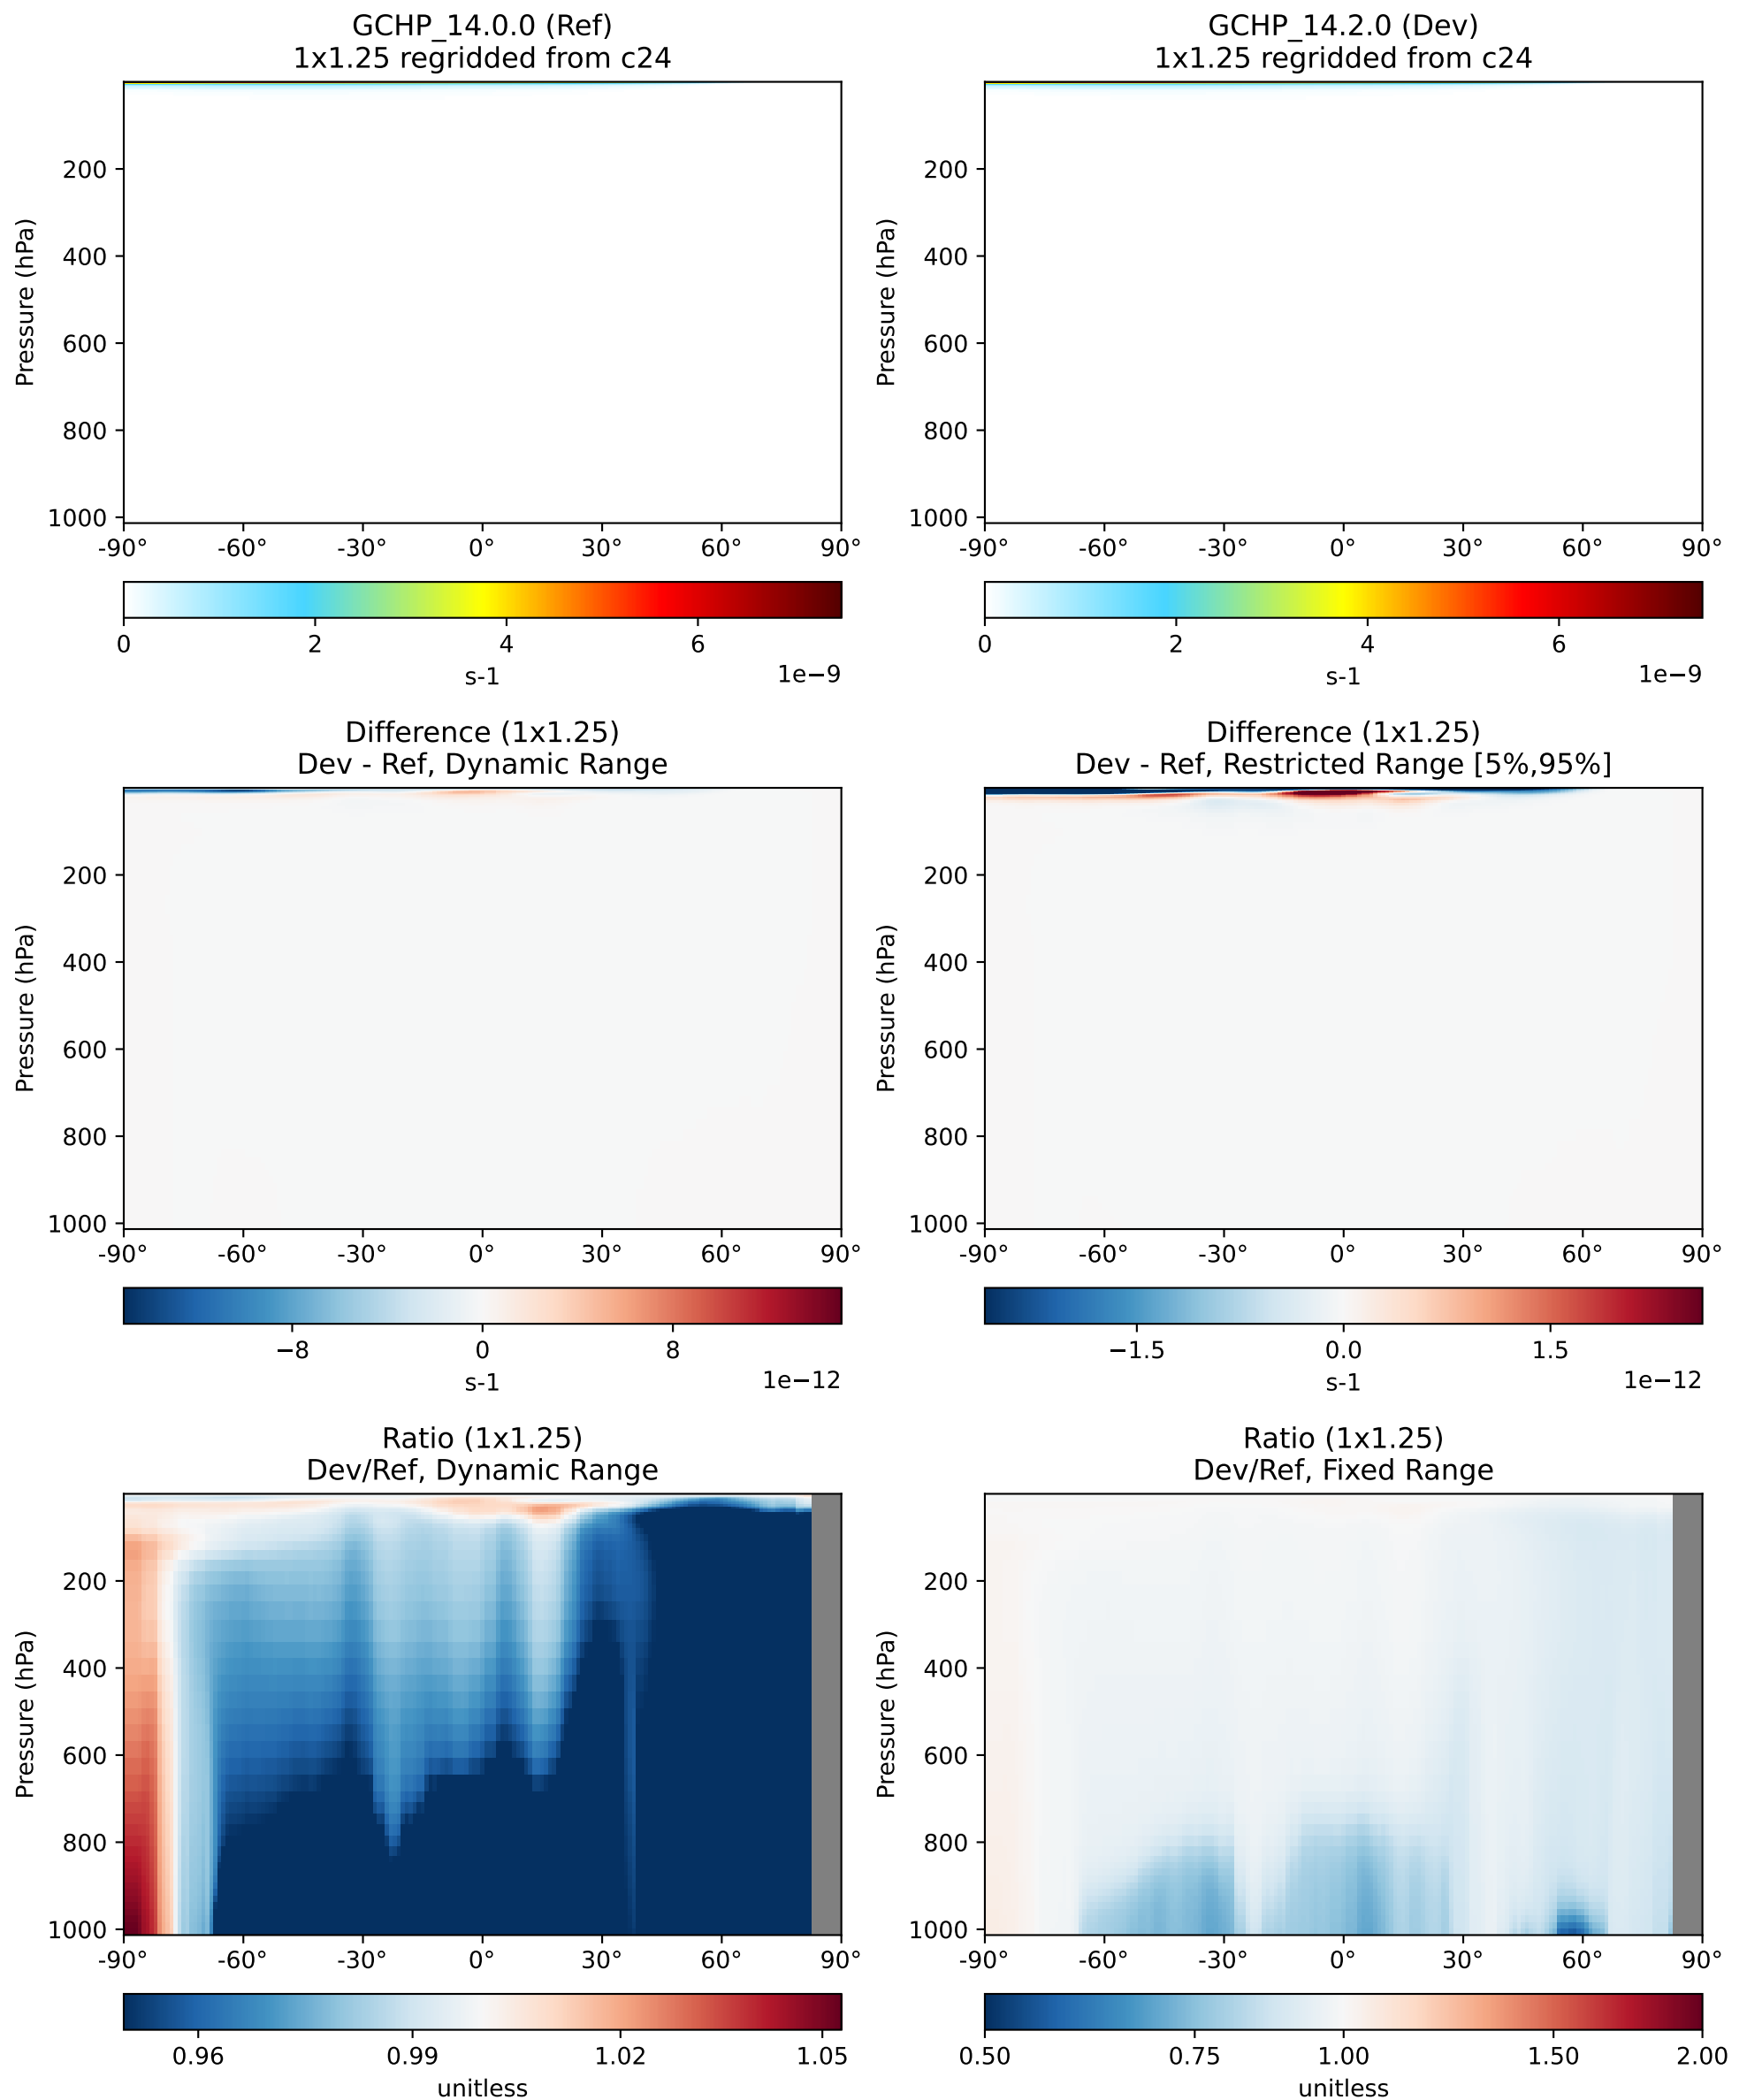 GCHP_14.0.0 (Ref)
1x1.25 regridded from c24
GCHP_14.2.0 (Dev)
1x1.25 regridded from c24
Pressure (hPa)
200
400
600
800
1000
-90° -60° -30° 0° 30° 60° 90°
0 2 4 6
s-1
1e−9
Pressure (hPa)
200
400
600
800
1000
-90° -60° -30° 0° 30° 60° 90°
0 2 4 6
s-1
1e−9
Difference (1x1.25)
Dev - Ref, Dynamic Range
Difference (1x1.25)
Dev - Ref, Restricted Range [5%,95%]
Pressure (hPa)
200
400
600
800
1000
-90° -60° -30° 0° 30° 60° 90°
−8 0 8
s-1
1e−12
Pressure (hPa)
200
400
600
800
1000
-90° -60° -30° 0° 30° 60° 90°
−1.5 0.0 1.5
s-1
1e−12
Ratio (1x1.25)
Dev/Ref, Dynamic Range
Ratio (1x1.25)
Dev/Ref, Fixed Range
Pressure (hPa)
200
400
600
800
1000
-90° -60° -30° 0° 30° 60° 90°
0.96 0.99 1.02 1.05
unitless
Pressure (hPa)
200
400
600
800
1000
-90° -60° -30° 0° 30° 60° 90°
0.50 0.75 1.00 1.50 2.00
unitless